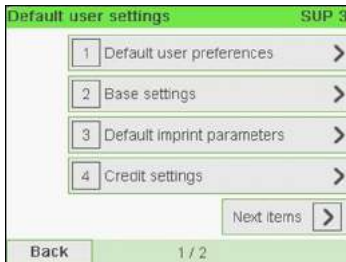 Default user settings SUP 3
1 Default user preferences
2 Base settings
3 Default imprint parameters
4 Credit settings
Next items
Back 1 / 2